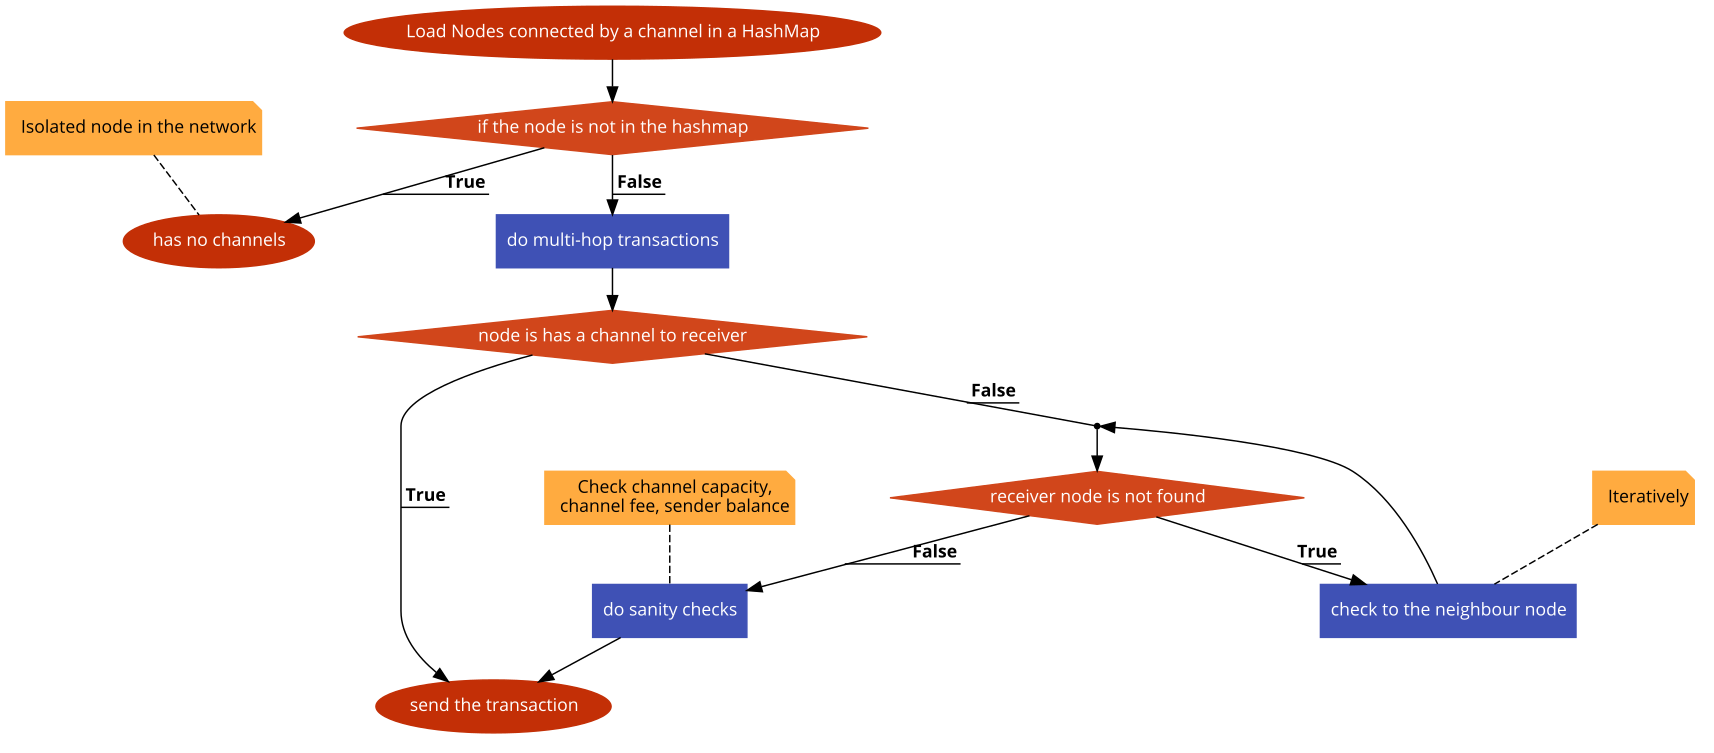 Load Nodes connected by a channel in a HashMap
Isolated node in the network
if the node is not in the hashmap
True
False
has no channels
do multi-hop transactions
node is has a channel to receiver
False
True
Check channel capacity,
channel fee, sender balance
receiver node is not found
Iteratively
False
True
do sanity checks
check to the neighbour node
send the transaction